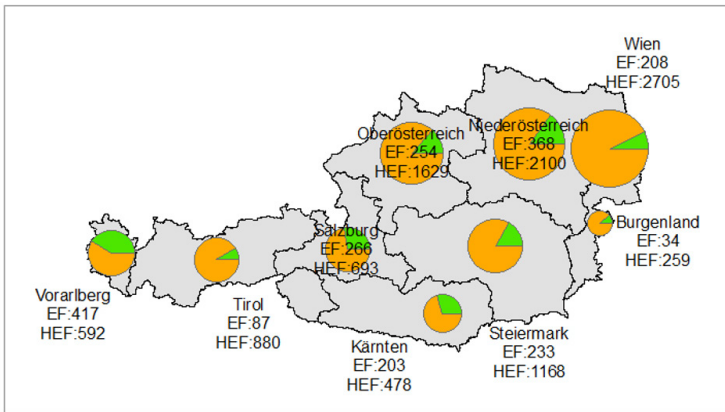 Wien
EF:208
HEF:2705
Oberösterreich
EF:254
HEF:1629
Niederösterreich
EF:368
HEF:2100
Burgenland
EF:34
HEF:259
Salzburg
EF:266
HEF:693
Vorarlberg
EF:417
HEF:592
Tirol
EF:87
HEF:880
Kärnten
EF:203
HEF:478
Steiermark
EF:233
HEF:1168